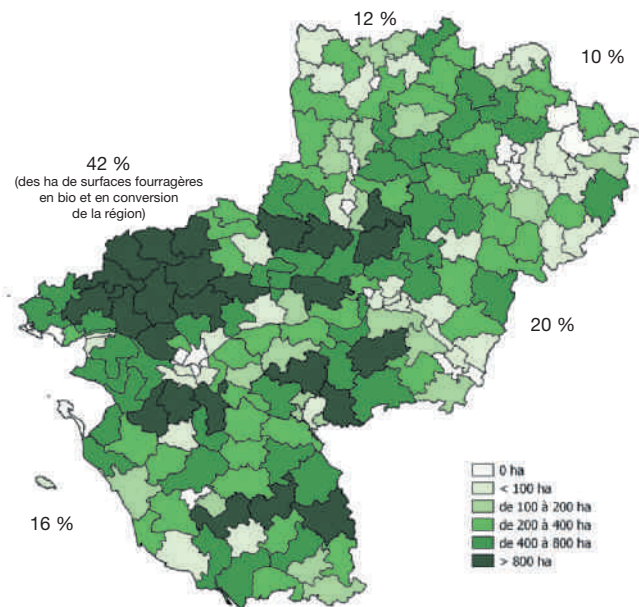 12 %
10 %
42 %
(des ha de surfaces fourragères
en bio et en conversion
de la région)
20 %
16 %
0 ha
< 100 ha
de 100 à 200 ha
de 200 à 400 ha
de 400 à 800 ha
> 800 ha